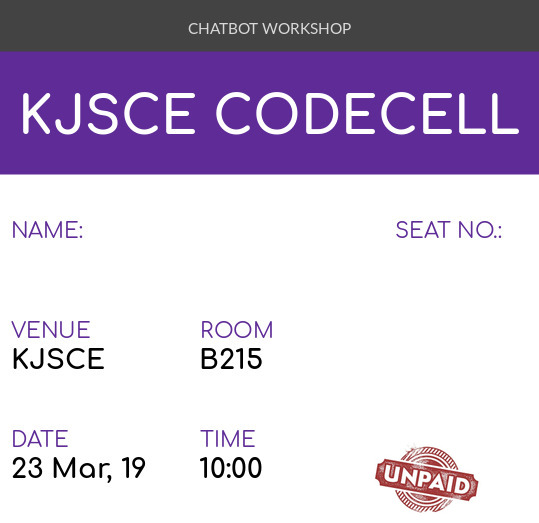 CHATBOT WORKSHOP
KJSCE CODECELL
NAME: SEAT NO.:
VENUE ROOM
KJSCE B215
DATE TIME
23 Mar, 19 10:00
UNPAID